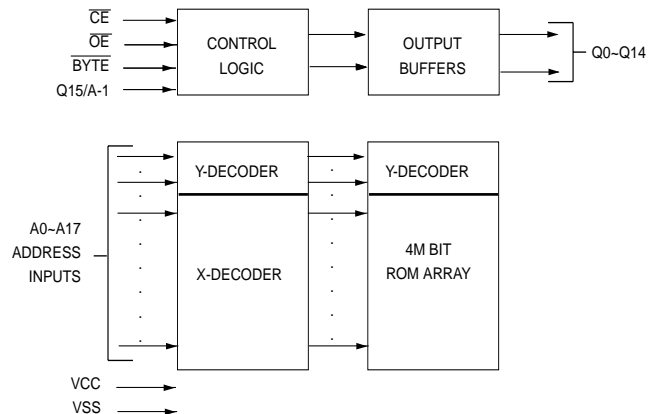 CE
OE
BYTE
Q15/A-1
CONTROL
LOGIC
OUTPUT
BUFFERS
Q0~Q14
A0~A17
ADDRESS
INPUTS
Y-DECODER
X-DECODER
Y-DECODER
4M BIT
ROM ARRAY
VCC
VSS